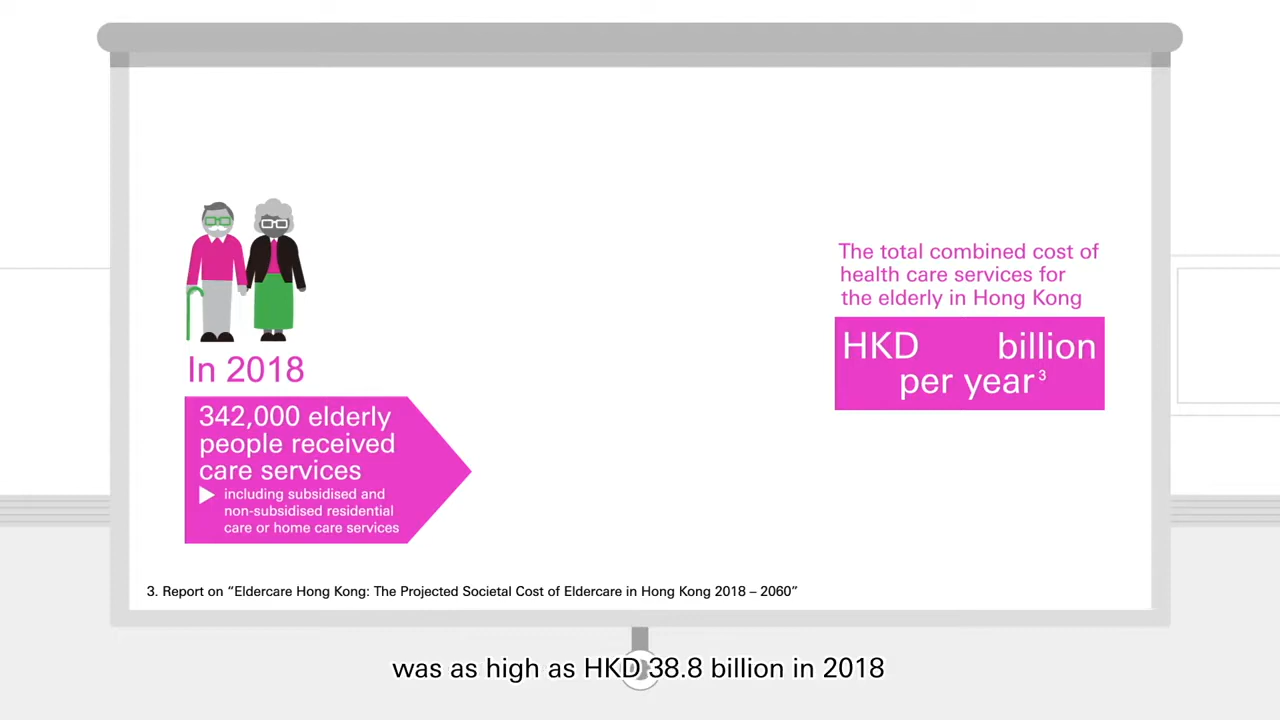 The total combined cost of
health care services for
the elderly in Hong Kong
HKD billion
per year³
In 2018
342,000 elderly
people received
care services
including subsidised and
non-subsidised residential
care or home care services
3. Report on “Eldercare Hong Kong: The Projected Societal Cost of Eldercare in Hong Kong 2018 – 2060”
was as high as HKD 38.8 billion in 2018